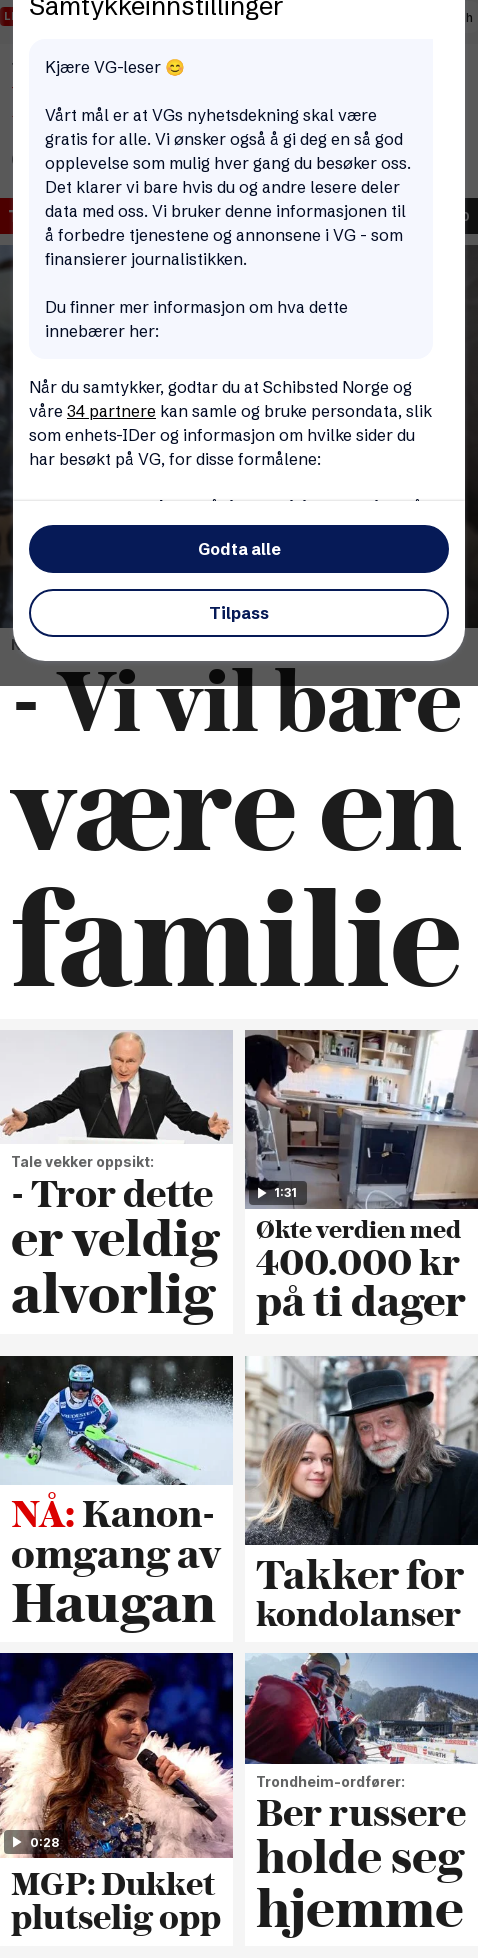 Samtykkeinnstillinger
Kjære VG-leser 😊
Vårt mål er at VGs nyhetsdekning skal være
gratis for alle. Vi ønsker også å gi deg en så god
opplevelse som mulig hver gang du besøker oss.
Det klarer vi bare hvis du og andre lesere deler
data med oss. Vi bruker denne informasjonen til
å forbedre tjenestene og annonsene i VG - som
finansierer journalistikken.
Du finner mer informasjon om hva dette
innebærer her:
Når du samtykker, godtar du at Schibsted Norge og
våre 34 partnere kan samle og bruke persondata, slik
som enhets-IDer og informasjon om hvilke sider du
har besøkt på VG, for disse formålene:
Godta alle
Tilpass
- Vi vil bare
være en
familie
Tale vekker oppsikt:
- Tror dette
er veldig
alvorlig
1:31
Økte verdien med
400.000 kr
på ti dager
NÅ: Kanon-
omgang av
Haugan
Takker for
kondolanser
0:28
MGP: Dukket
plutselig opp
Trondheim-ordfører:
Ber russere
holde seg
hjemme